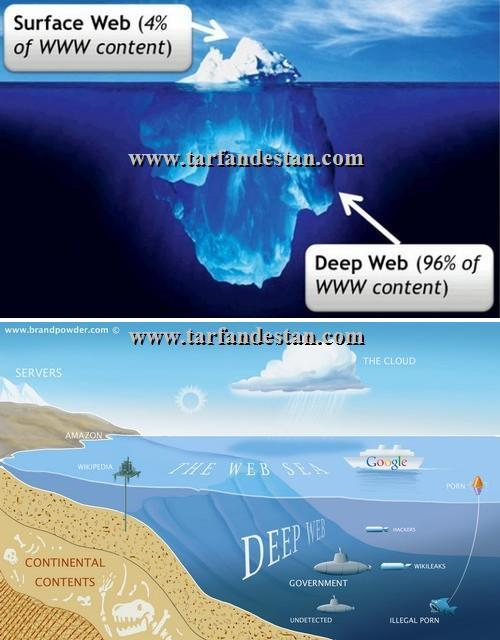 Surface Web (4%
of WWW content)
www.tarfandestan.com
Deep Web (96% of
WWW content)
www.brandpowder.com ©
www.tarfandestan.com
THE CLOUD
SERVERS
AMAZON
WIKIPEDIA
THE WEB SEA
Google
PORN
DEEP WEB
HACKERS
CONTINENTAL
CONTENTS
WIKILEAKS
GOVERNMENT
UNDETECTED
ILLEGAL PORN